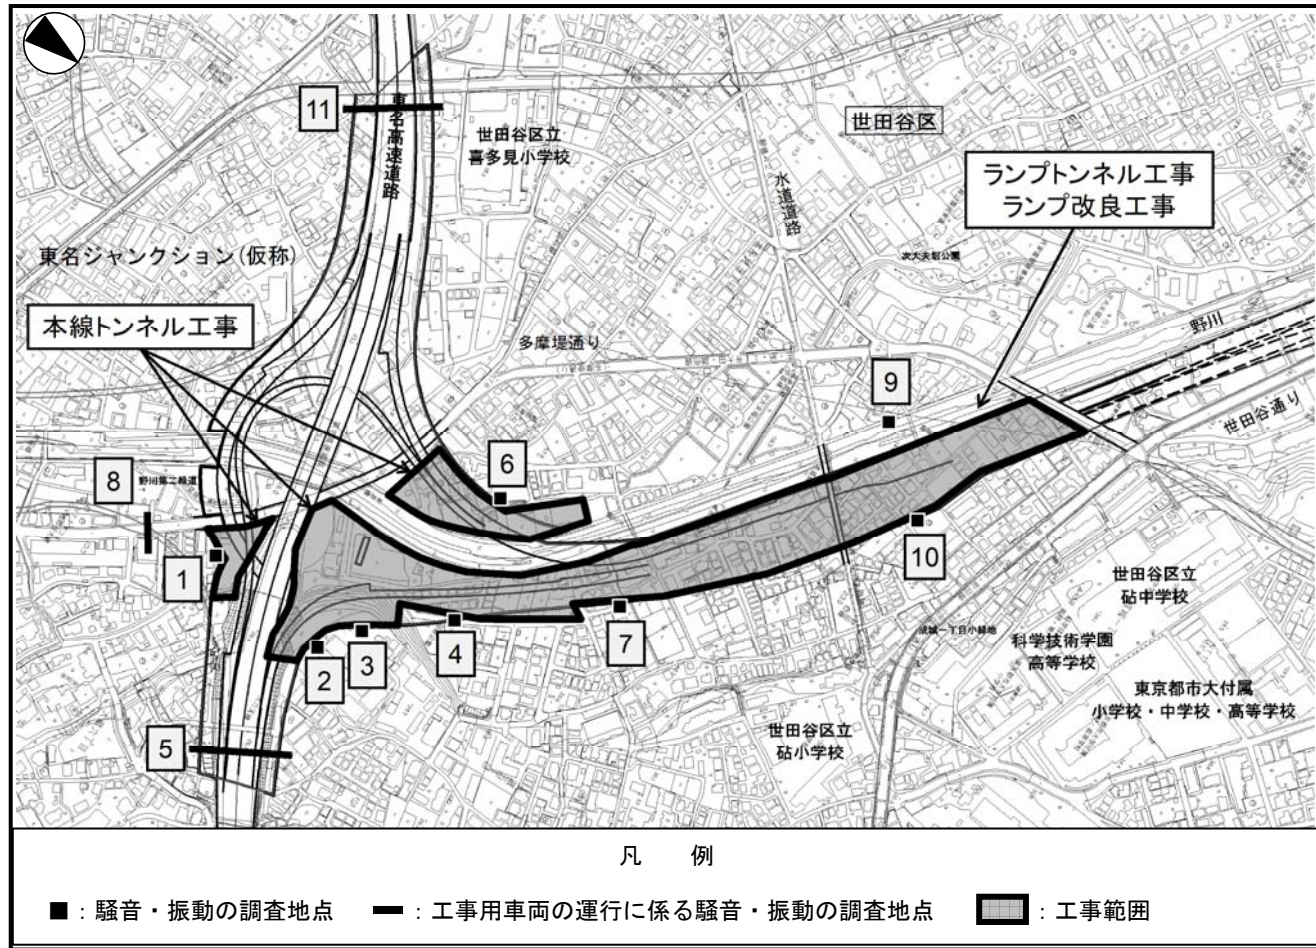 11
東名高速道路
世田谷区立
喜多見小学校
世田谷区
水道道路
ランプトンネル工事
ランプ改良工事
東名ジャンクション(仮称)
次大夫堀公園
本線トンネル工事
多摩堤通り
野川
9
世田谷通り
6
8
野川第二緑道
1
10
世田谷区立
砧中学校
2
3
4
7
成城一丁目小緑地
科学技術学園
高等学校
東京都市大付属
小学校・中学校・高等学校
世田谷区立
砧小学校
5
凡 例
■:騒音・振動の調査地点 ━:工事用車両の運行に係る騒音・振動の調査地点 :工事範囲